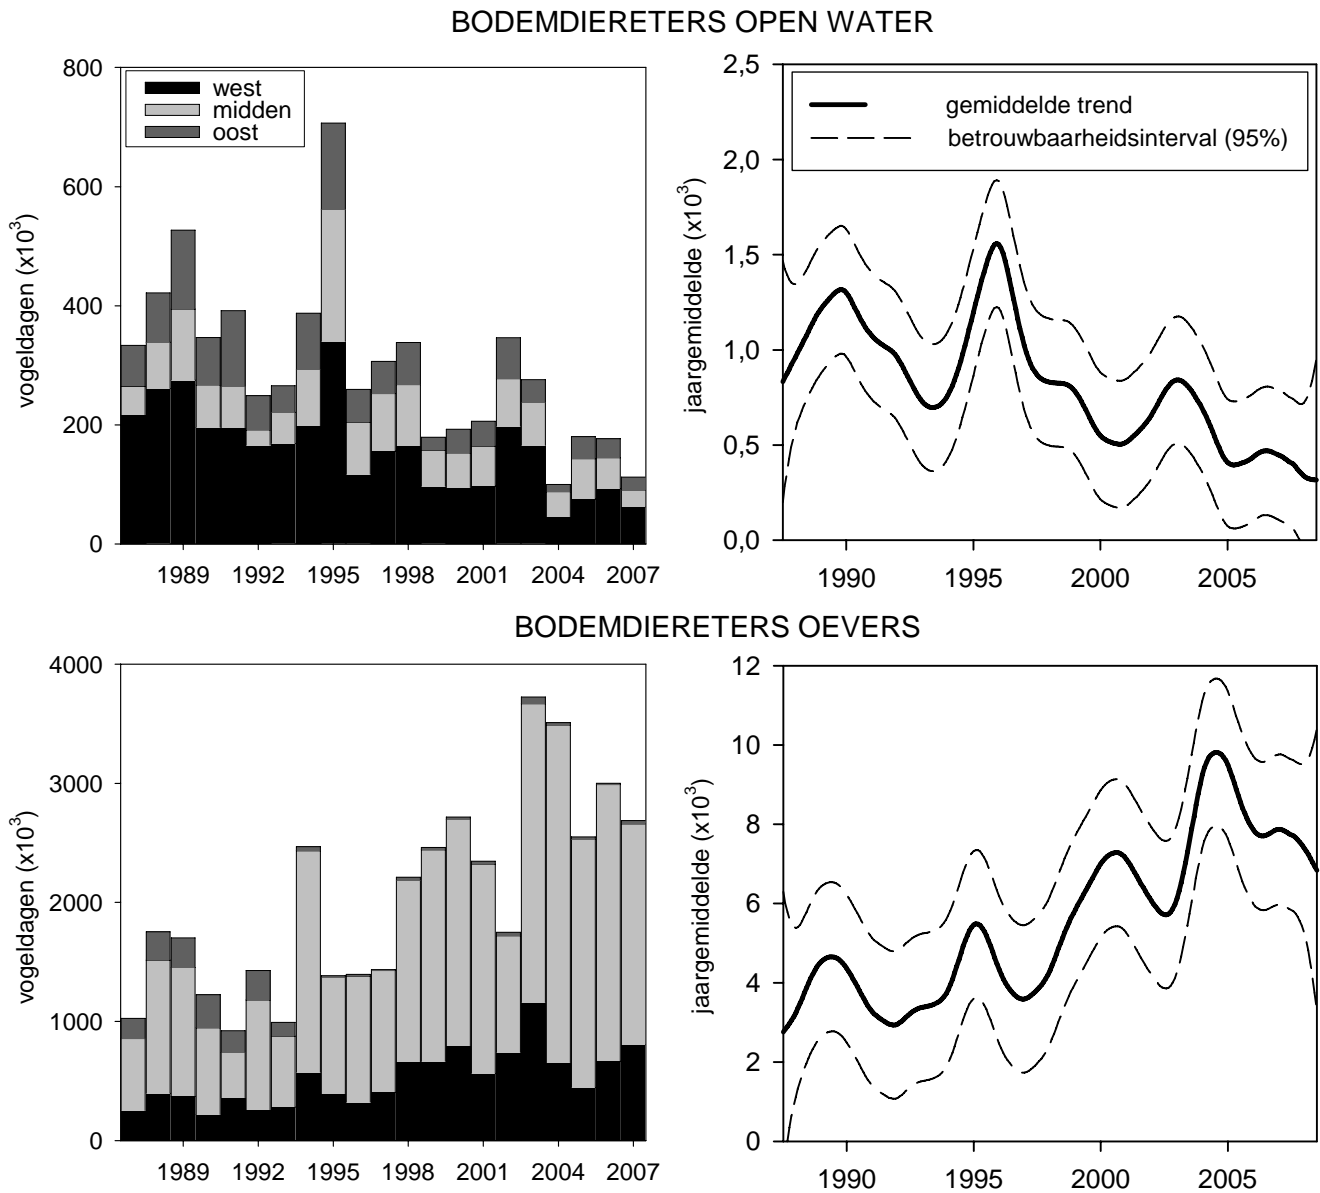 BODEMDIERETERS OPEN WATER
800
600
400
200
0
vogeldagen (x10³)
west
midden
oost
1989 1992 1995 1998 2001 2004 2007
2,5
2,0
1,5
1,0
0,5
0,0
jaargemiddelde (x10³)
gemiddelde trend
betrouwbaarheidsinterval (95%)
1990 1995 2000 2005
BODEMDIERETERS OEVERS
4000
3000
2000
1000
0
vogeldagen (x10³)
1989 1992 1995 1998 2001 2004 2007
12
10
8
6
4
2
0
jaargemiddelde (x10³)
1990 1995 2000 2005